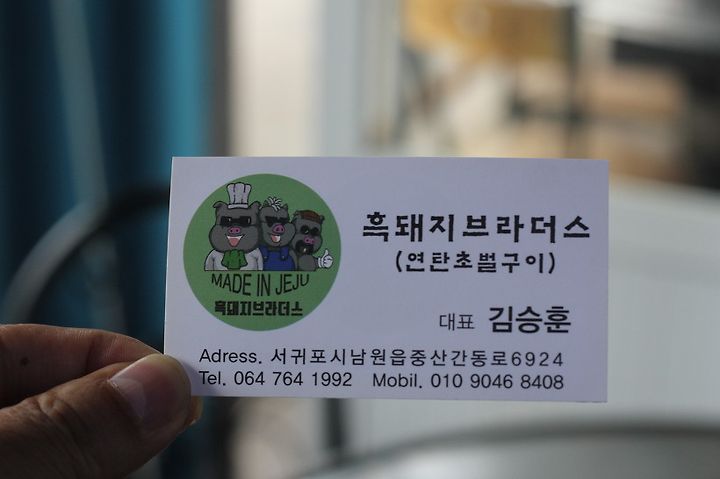 MADE IN JEJU
흑돼지브라더스
흑돼지브라더스
(연탄초벌구이)
대표 김승훈
Adress. 서귀포시남원읍중산간동로6924
Tel. 064 764 1992 Mobil. 010 9046 8408